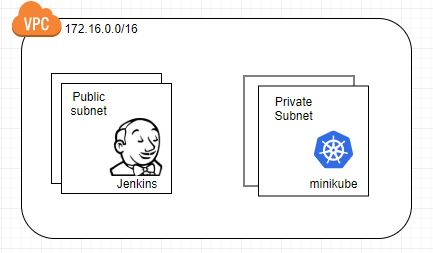 VPC
172.16.0.0/16
Public
subnet
Jenkins
Private
Subnet
minikube